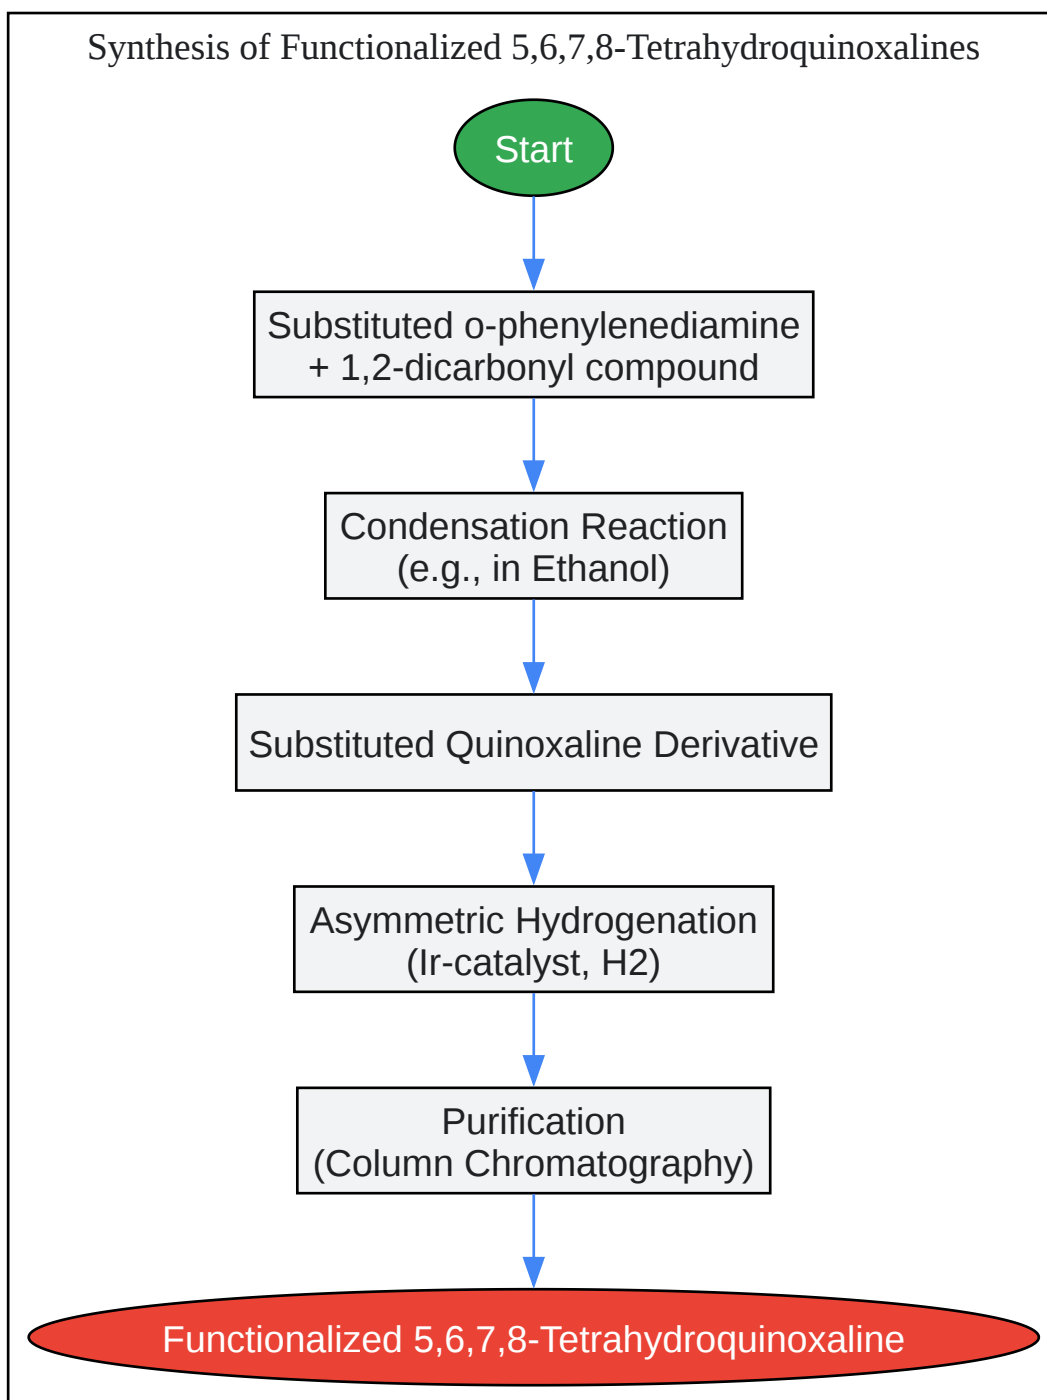 Synthesis of Functionalized 5,6,7,8-Tetrahydroquinoxalines
Start
Substituted o-phenylenediamine
+ 1,2-dicarbonyl compound
Condensation Reaction
(e.g., in Ethanol)
Substituted Quinoxaline Derivative
Asymmetric Hydrogenation
(Ir-catalyst, H2)
Purification
(Column Chromatography)
Functionalized 5,6,7,8-Tetrahydroquinoxaline